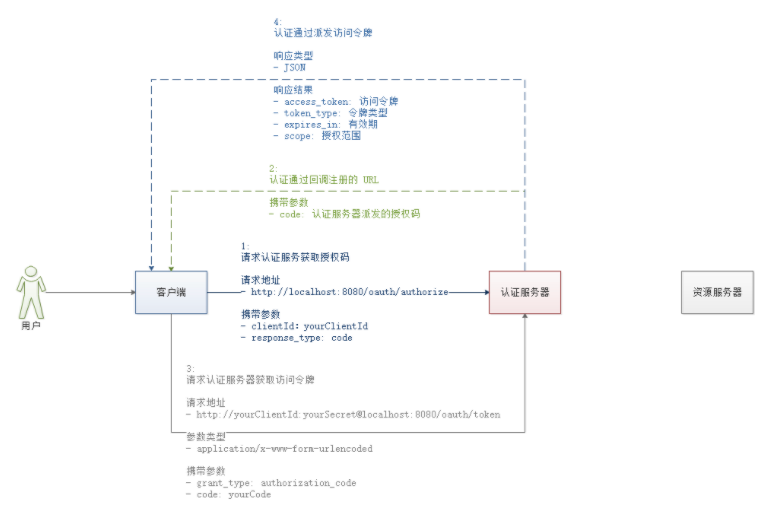 4:
认证通过派发访问令牌
响应类型
- JSON
响应结果
- access_token: 访问令牌
- token_type: 令牌类型
- expires_in: 有效期
- scope: 授权范围
2:
认证通过回调注册的 URL
携带参数
- code: 认证服务器派发的授权码
1:
请求认证服务获取授权码
请求地址
- http://localhost:8080/oauth/authorize
携带参数
- clientId: yourClientId
- response_type: code
用户
客户端
认证服务器
资源服务器
3:
请求认证服务器获取访问令牌
请求地址
- http://yourClientId:yourSecret@localhost:8080/oauth/token
参数类型
- application/x-www-form-urlencoded
携带参数
- grant_type: authorization_code
- code: yourCode